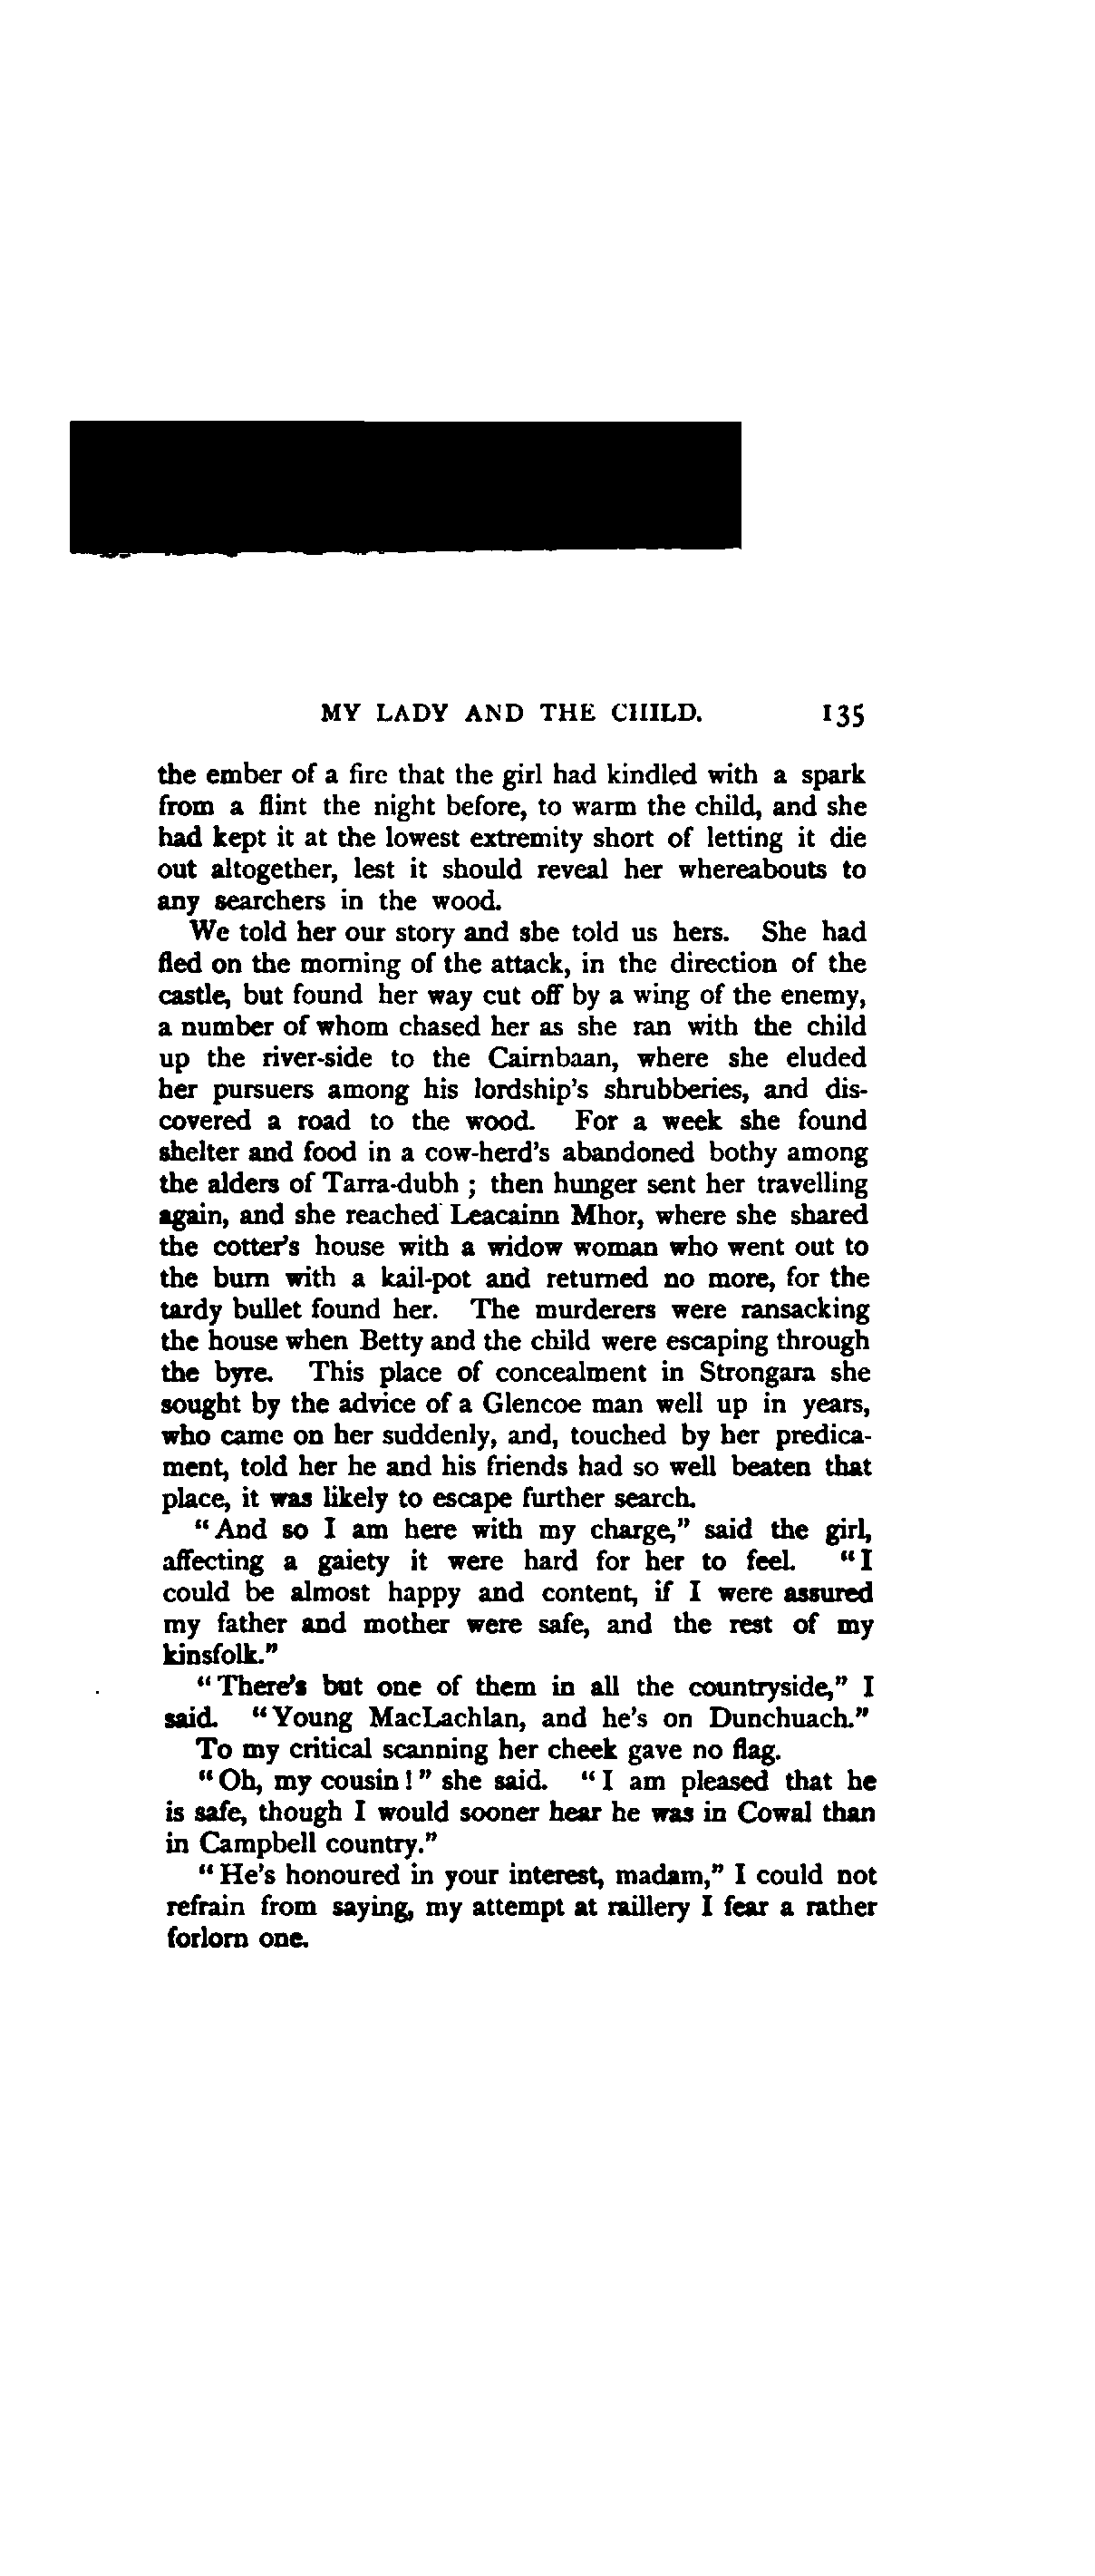 MY LADY AND THE CHILD. 135
the ember of a fire that the girl had kindled with a spark
from a flint the night before, to warm the child, and she
had kept it at the lowest extremity short of letting it die
out altogether, lest it should reveal her whereabouts to
any searchers in the wood.
We told her our story and she told us hers. She had
fled on the morning of the attack, in the direction of the
castle, but found her way cut off by a wing of the enemy,
a number of whom chased her as she ran with the child
up the river-side to the Cairnbaan, where she eluded
her pursuers among his lordship's shrubberies, and dis-
covered a road to the wood. For a week she found
shelter and food in a cow-herd's abandoned bothy among
the alders of Tarra-dubh ; then hunger sent her travelling
again, and she reached Leacainn Mhor, where she shared
the cotter's house with a widow woman who went out to
the burn with a kail-pot and returned no more, for the
tardy bullet found her. The murderers were ransacking
the house when Betty and the child were escaping through
the byre. This place of concealment in Strongara she
sought by the advice of a Glencoe man well up in years,
who came on her suddenly, and, touched by her predica-
ment, told her he and his friends had so well beaten that
place, it was likely to escape further search.
"And so I am here with my charge," said the girl,
affecting a gaiety it were hard for her to feel. "I
could be almost happy and content, if I were assured
my father and mother were safe, and the rest of my
kinsfolk."
"There's but one of them in all the countryside," I
said. "Young MacLachlan, and he's on Dunchuach."
To my critical scanning her cheek gave no flag.
"Oh, my cousin!" she said. "I am pleased that he
is safe, though I would sooner hear he was in Cowal than
in Campbell country."
"He's honoured in your interest, madam," I could not
refrain from saying, my attempt at raillery I fear a rather
forlorn one.